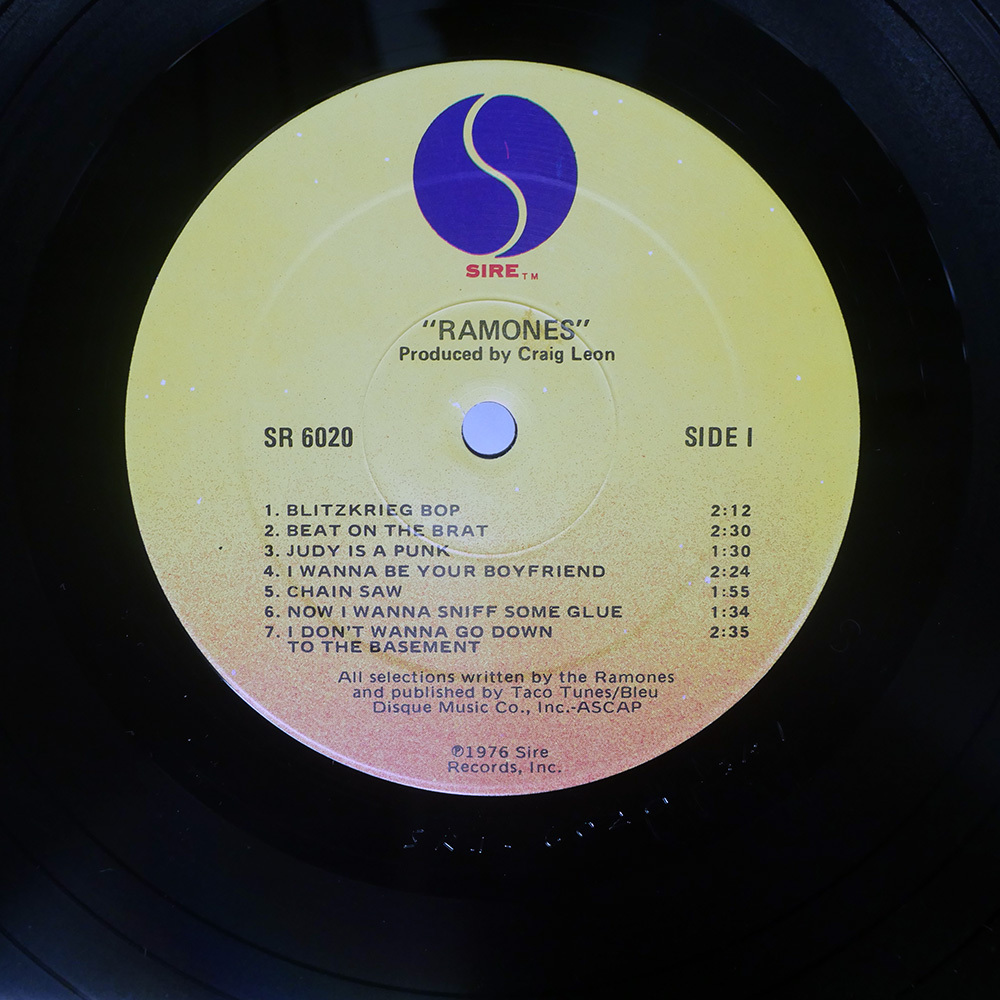 SIRE™
"RAMONES"
Produced by Craig Leon
SR 6020
SIDE I
1. BLITZKRIEG BOP 2:12
2. BEAT ON THE BRAT 2:30
3. JUDY IS A PUNK 1:30
4. I WANNA BE YOUR BOYFRIEND 2:24
5. CHAIN SAW 1:55
6. NOW I WANNA SNIFF SOME GLUE 1:34
7. I DON'T WANNA GO DOWN 2:35
TO THE BASEMENT
All selections written by the Ramones
and published by Taco Tunes/Bleu
Disque Music Co., Inc.-ASCAP
℗1976 Sire
Records, Inc.